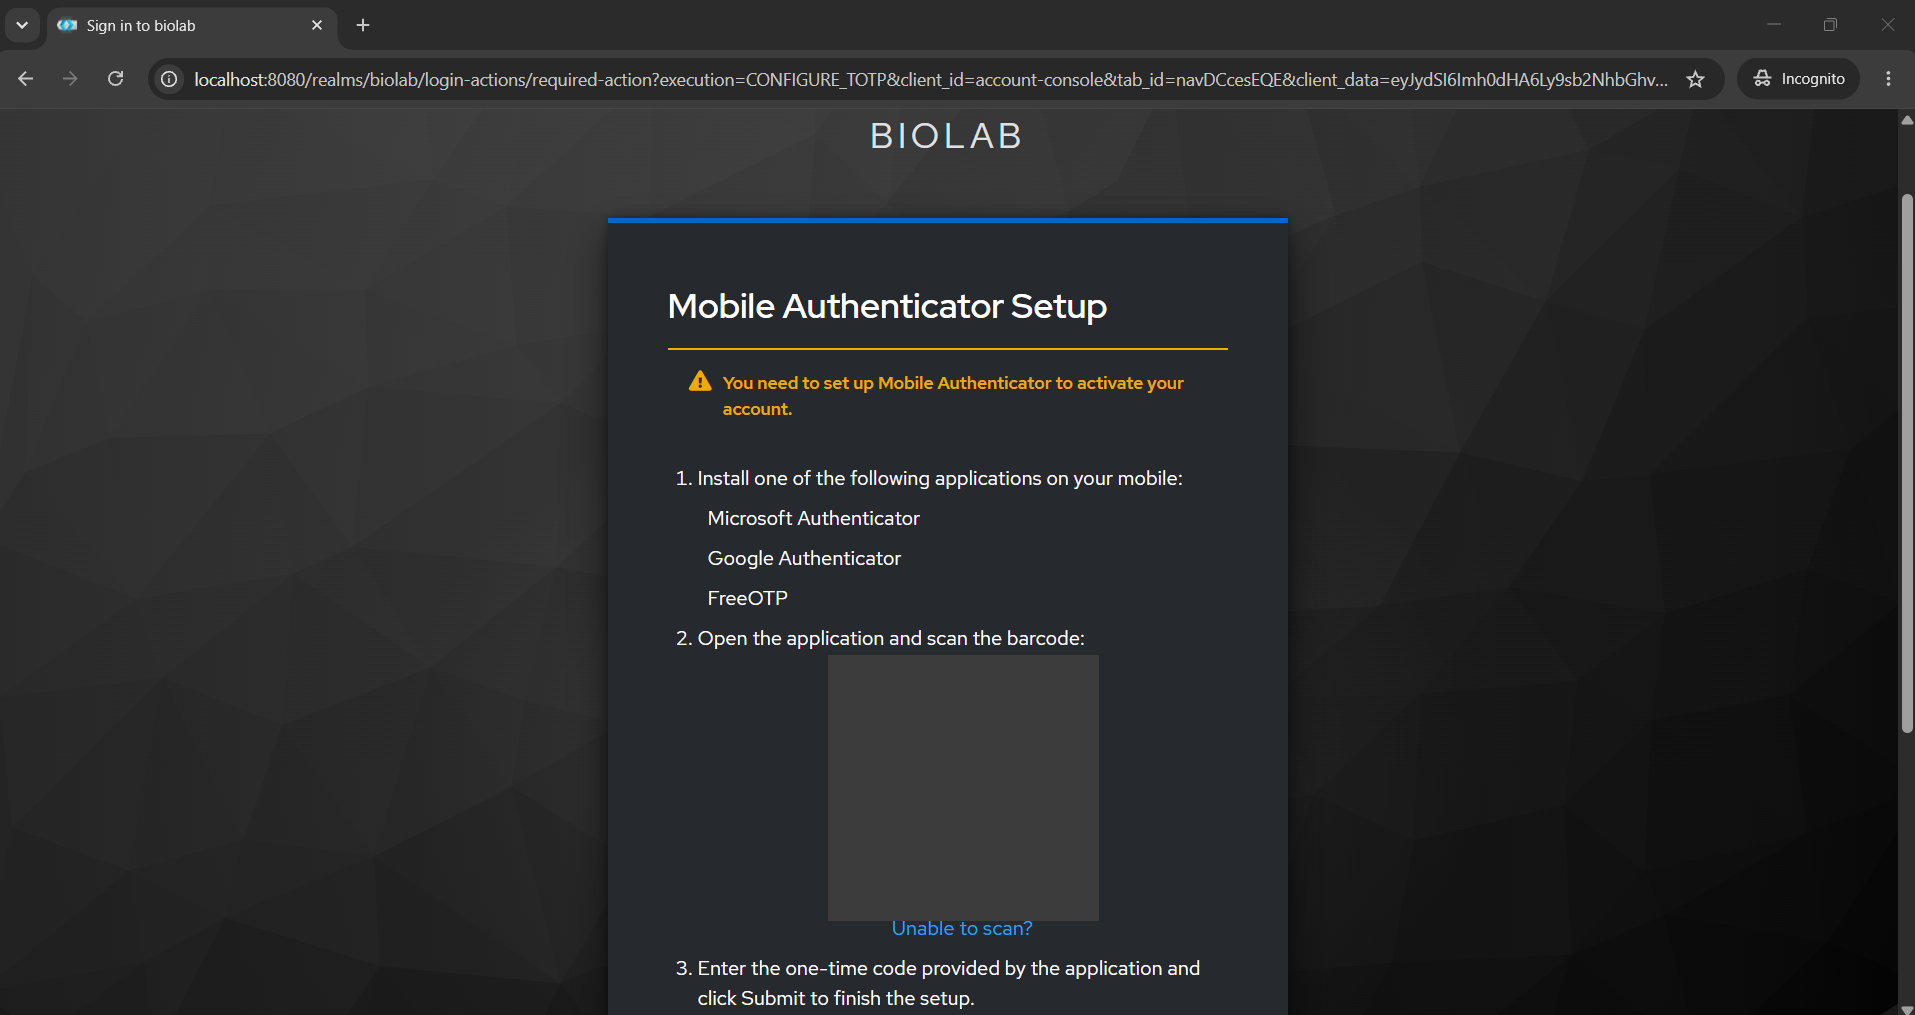 Sign in to biolab
localhost:8080/realms/biolab/login-actions/required-action?execution=CONFIGURE_TOTP&client_id=account-console&tab_id=navDCcesEQE&client_data=eyJydSI6Imh0dHA6Ly9sb2NhbGhv...
Incognito
BIOLAB
Mobile Authenticator Setup
You need to set up Mobile Authenticator to activate your
account.
1. Install one of the following applications on your mobile:
Microsoft Authenticator
Google Authenticator
FreeOTP
2. Open the application and scan the barcode:
Unable to scan?
3. Enter the one-time code provided by the application and
click Submit to finish the setup.